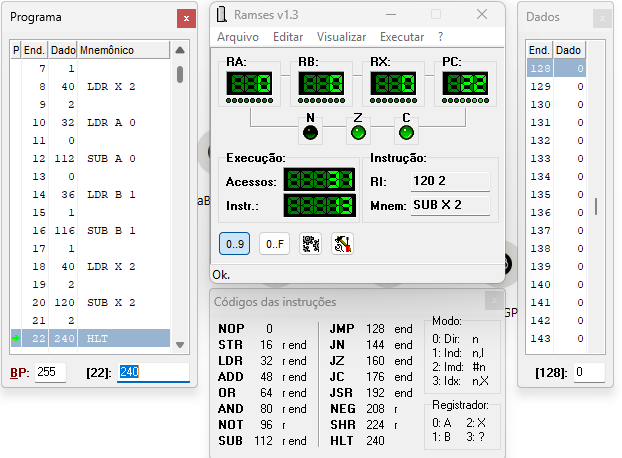 Programa x
P End. Dado Mnemônico
7 1
8 40 LDR X 2
9 2
10 32 LDR A 0
11 0
12 112 SUB A 0
13 0
14 36 LDR B 1
15 1
16 116 SUB B 1
17 1
18 40 LDR X 2
19 2
20 120 SUB X 2
21 2
22 240 HLT
BP: 255 [22]: 240
aB
Ramses v1.3
Arquivo Editar Visualizar Executar ?
RA: RB: RX: PC:
0 0 0 22
N Z C
Execução: Instrução:
Acessos: 31 RI: 120 2
Instr.: 13 Mnem: SUB X 2
0..9 0..F
Ok.
GP
Códigos das instruções x
NOP 0 JMP 128 end
STR 16 r end JN 144 end
LDR 32 r end JZ 160 end
ADD 48 r end JC 176 end
OR 64 r end JSR 192 end
AND 80 r end NEG 208 r
NOT 96 r SHR 224 r
SUB 112 r end HLT 240
Modo:
0: Dir: n
1: Ind: n,I
2: Imd: #n
3: Idx: n,X
Registrador:
0: A 2: X
1: B 3: ?
Dados x
End. Dado
128 0
129 0
130 0
131 0
132 0
133 0
134 0
135 0
136 0
137 0
138 0
139 0
140 0
141 0
142 0
143 0
[128]: 0